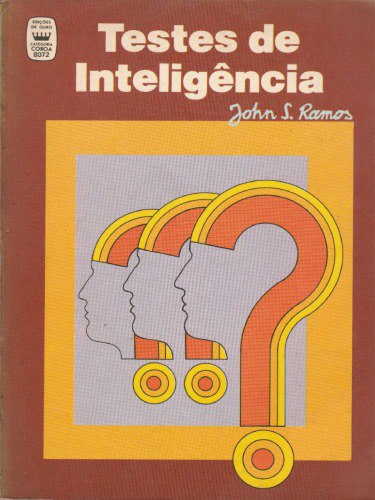 EDIÇÕES
DE OURO
CATEGORIA
COROA
8072
Testes de
Inteligência
John S. Ramos